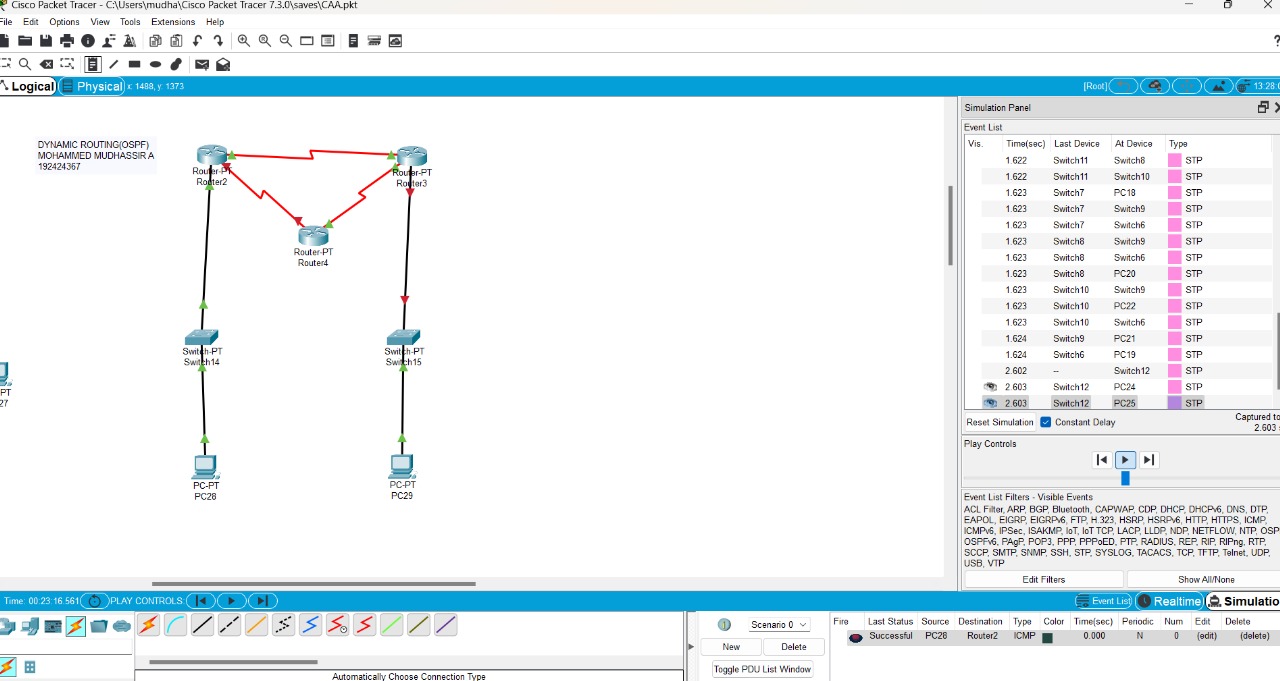 Cisco Packet Tracer - C:\Users\mudha\Cisco Packet Tracer 7.3.0\saves\CAA.pkt
File Edit Options View Tools Extensions Help
Logical Physical x: 1488, y: 1373 [Root] 13:28:0
DYNAMIC ROUTING(OSPF)
MOHAMMED MUDHASSIR A
192424367
Router-PT
Router2
Router-PT
Router3
Router-PT
Router4
Switch-PT
Switch14
Switch-PT
Switch15
PT
27
PC-PT
PC28
PC-PT
PC29
Simulation Panel
Event List
Vis. Time(sec) Last Device At Device Type
1.622 Switch11 Switch8 STP
1.622 Switch11 Switch10 STP
1.623 Switch7 PC18 STP
1.623 Switch7 Switch9 STP
1.623 Switch7 Switch6 STP
1.623 Switch8 Switch9 STP
1.623 Switch8 Switch6 STP
1.623 Switch8 PC20 STP
1.623 Switch10 Switch9 STP
1.623 Switch10 PC22 STP
1.623 Switch10 Switch6 STP
1.624 Switch9 PC21 STP
1.624 Switch6 PC19 STP
2.602 -- Switch12 STP
2.603 Switch12 PC24 STP
2.603 Switch12 PC25 STP
Reset Simulation Constant Delay Captured to
2.603 s
Play Controls
Event List Filters - Visible Events
ACL Filter, ARP, BGP, Bluetooth, CAPWAP, CDP, DHCP, DHCPv6, DNS, DTP,
EAPOL, EIGRP, EIGRPv6, FTP, H.323, HSRP, HSRPv6, HTTP, HTTPS, ICMP,
ICMPv6, IPSec, ISAKMP, IoT, IoT TCP, LACP, LLDP, NDP, NETFLOW, NTP, OSP
OSPFv6, PAgP, POP3, PPP, PPPoED, PTP, RADIUS, REP, RIP, RIPng, RTP,
SCCP, SMTP, SNMP, SSH, STP, SYSLOG, TACACS, TCP, TFTP, Telnet, UDP,
USB, VTP
Edit Filters Show All/None
Time: 00:23:16.561 PLAY CONTROLS: Event List Realtime Simulatio
Scenario 0
New Delete
Toggle PDU List Window
Fire Last Status Source Destination Type Color Time(sec) Periodic Num Edit Delete
Successful PC28 Router2 ICMP 0.000 N 0 (edit) (delete)
Automatically Choose Connection Type